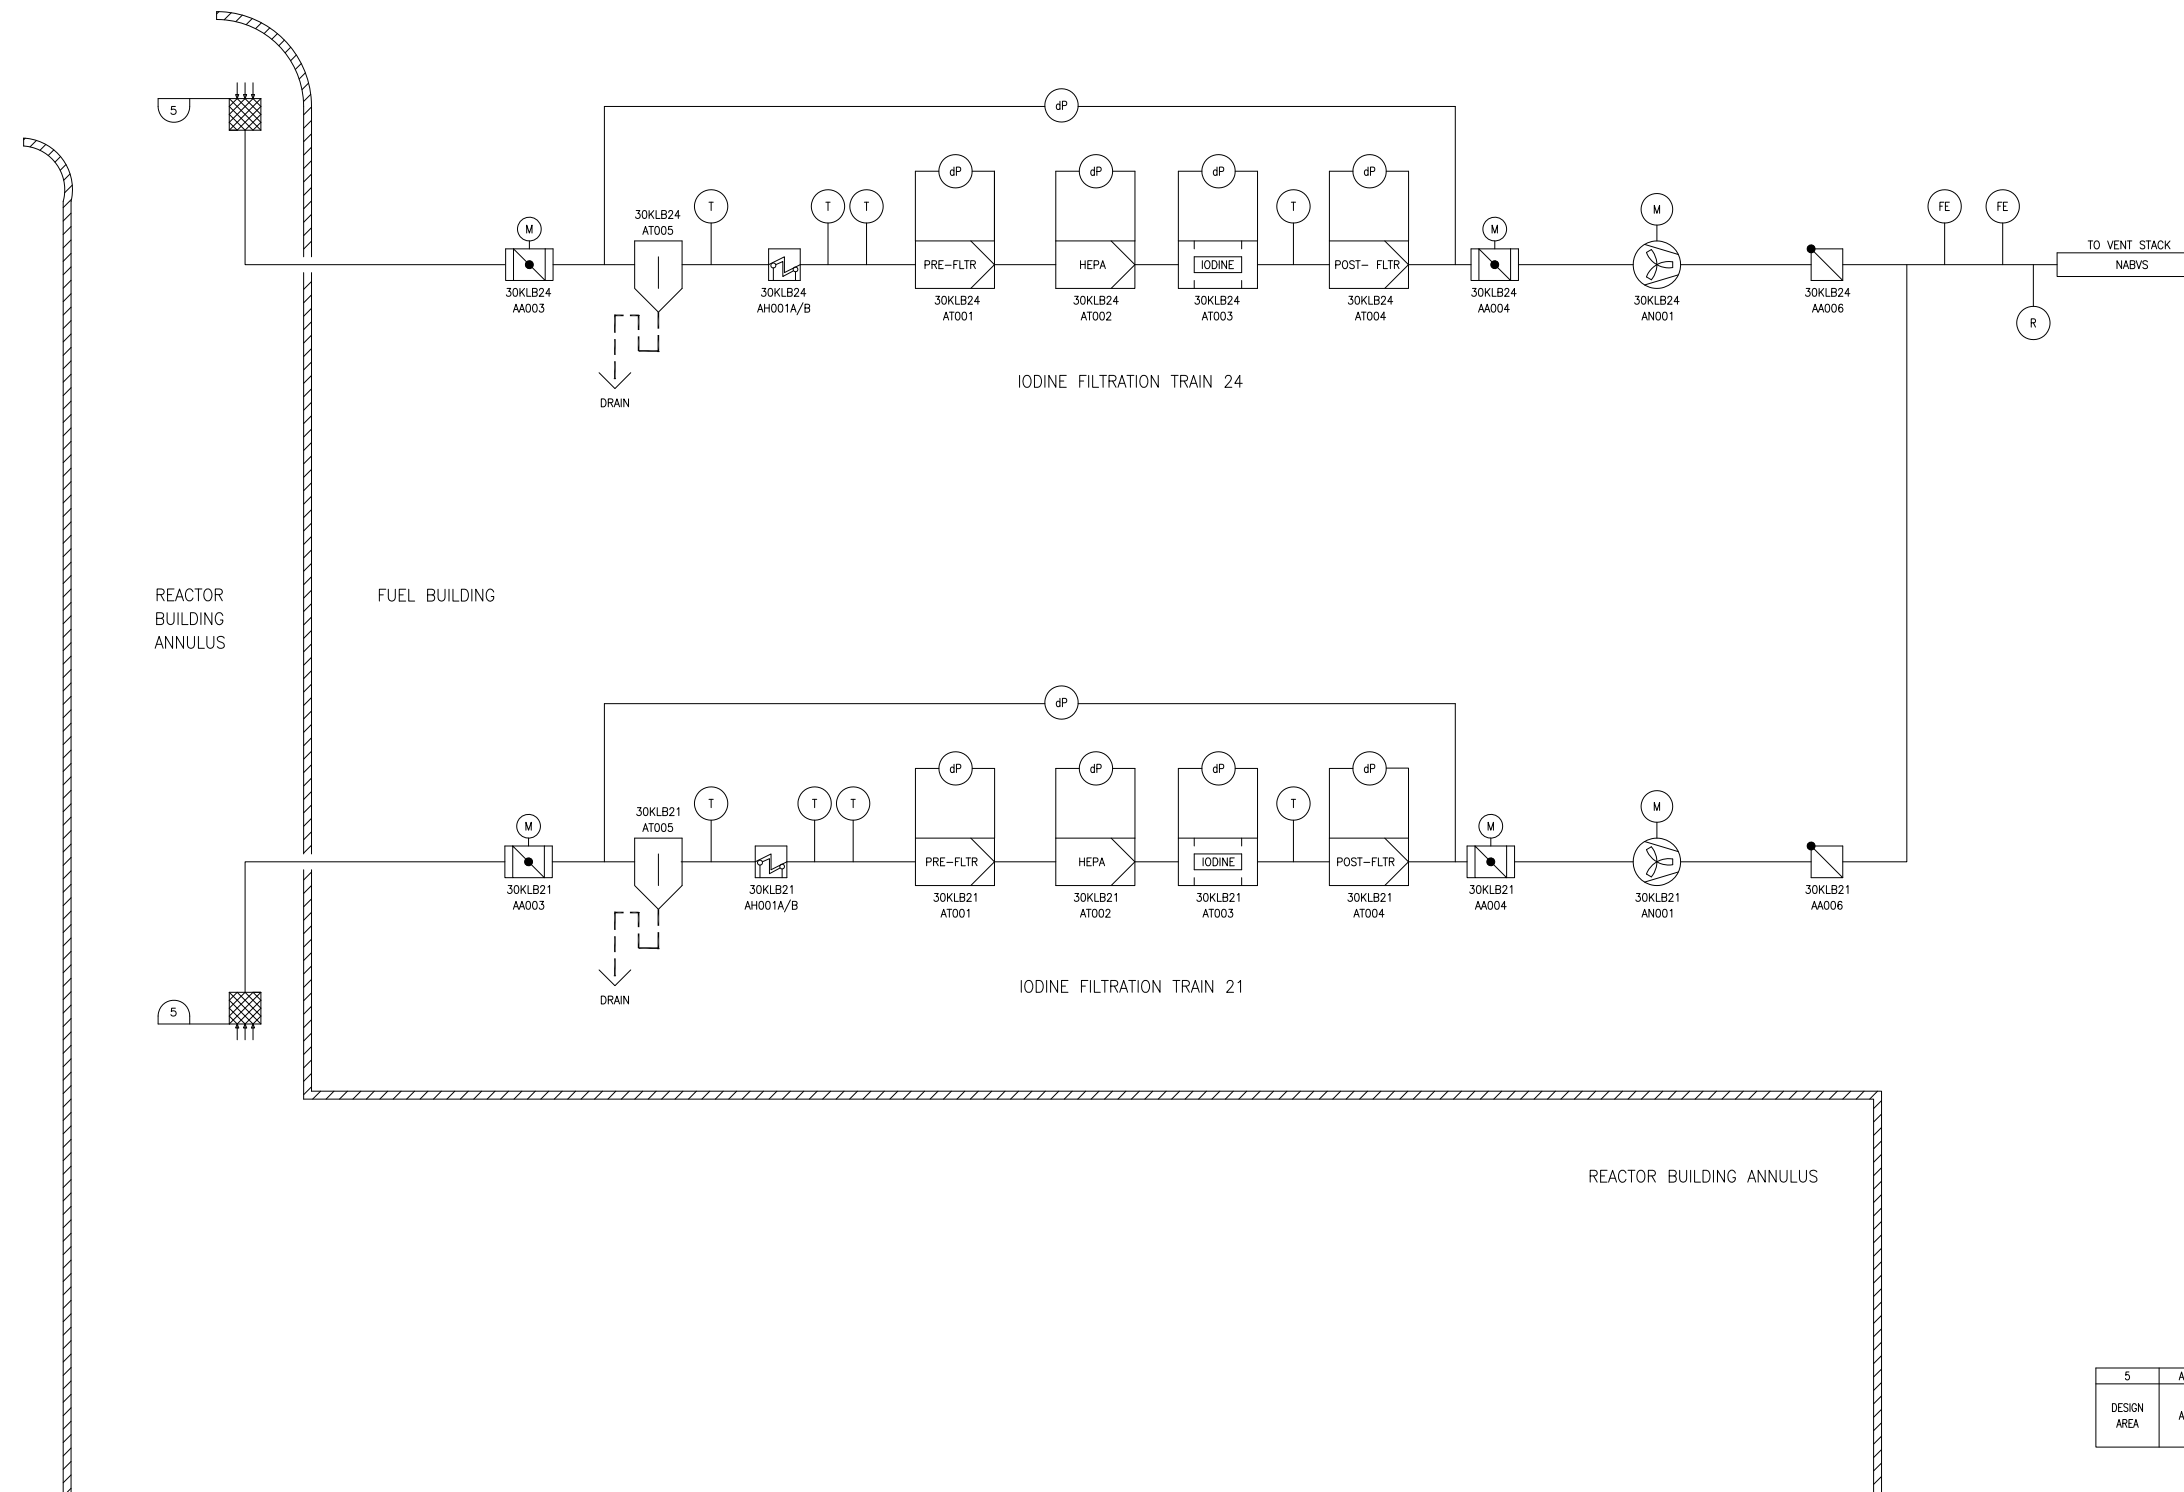 5
dP
dP
dP
dP
dP
30KLB24
AT005
T
T
T
T
M
M
M
FE
FE
TO VENT STACK
NABVS
PRE-FLTR
HEPA
IODINE
POST- FLTR
30KLB24
AA003
30KLB24
AH001A/B
30KLB24
AT001
30KLB24
AT002
30KLB24
AT003
30KLB24
AT004
30KLB24
AA004
30KLB24
AN001
30KLB24
AA006
R
DRAIN
IODINE FILTRATION TRAIN 24
REACTOR
BUILDING
ANNULUS
FUEL BUILDING
dP
dP
dP
dP
dP
30KLB21
AT005
T
T
T
T
M
M
M
PRE-FLTR
HEPA
IODINE
POST-FLTR
30KLB21
AA003
30KLB21
AH001A/B
30KLB21
AT001
30KLB21
AT002
30KLB21
AT003
30KLB21
AT004
30KLB21
AA004
30KLB21
AN001
30KLB21
AA006
DRAIN
IODINE FILTRATION TRAIN 21
5
REACTOR BUILDING ANNULUS
5
DESIGN
AREA